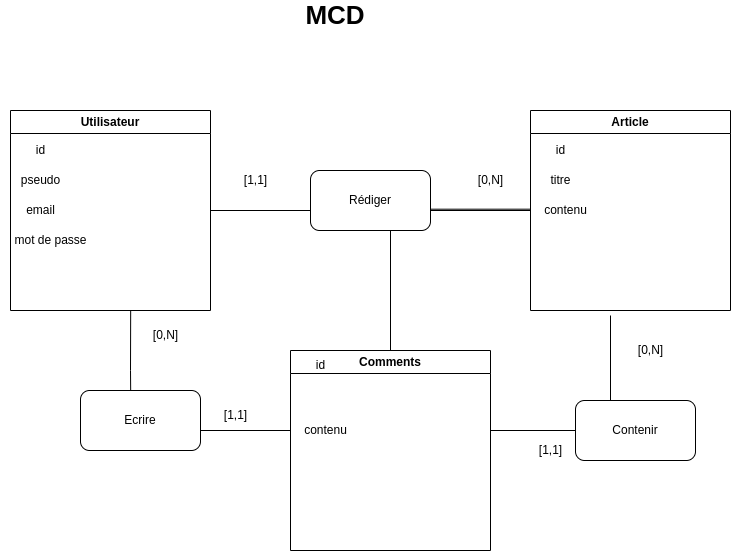 MCD
Utilisateur
id
pseudo
email
mot de passe
[1,1]
Rédiger
[0,N]
Article
id
titre
contenu
[0,N]
Ecrire
[1,1]
id
Comments
contenu
[0,N]
[1,1]
Contenir